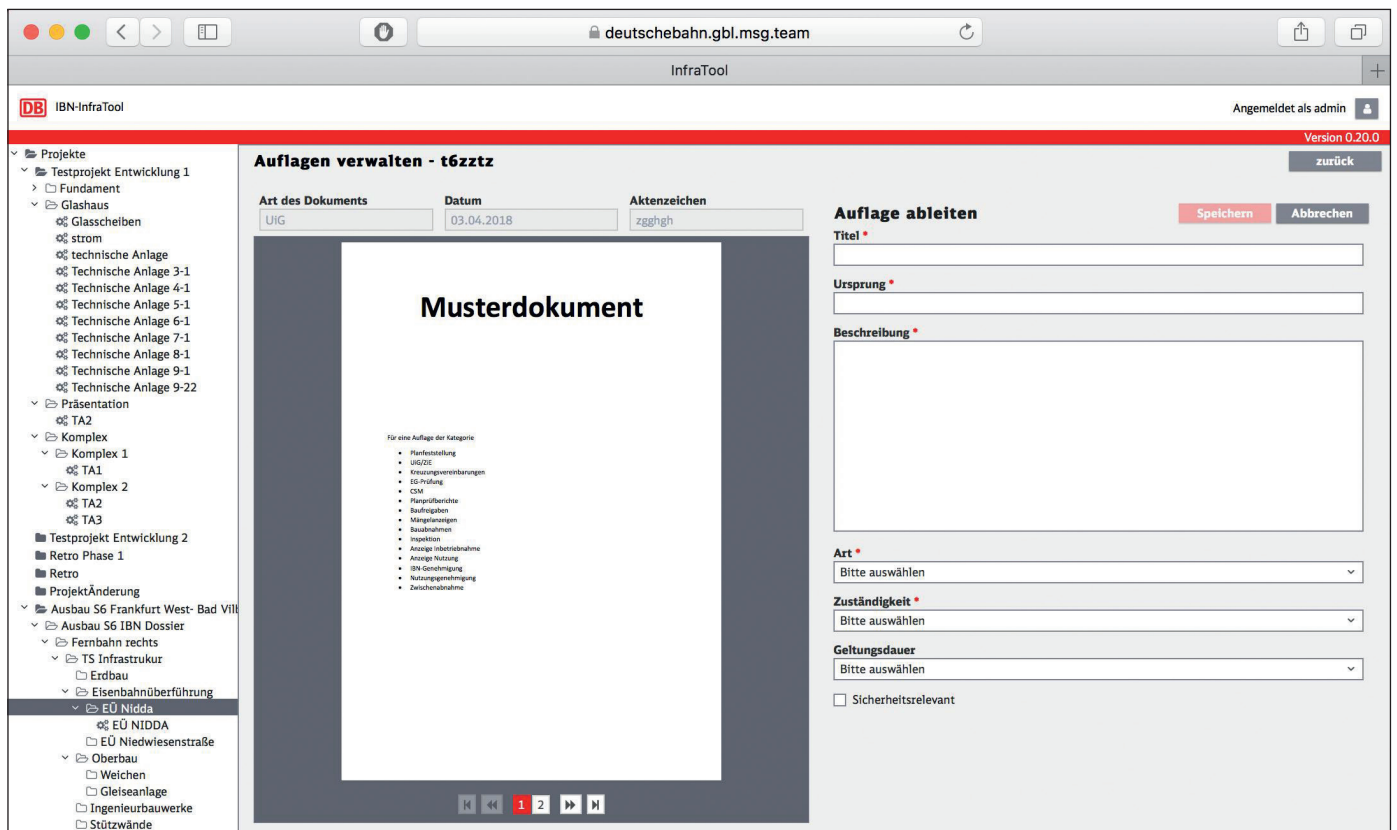 deutschebahn.gbl.msg.team
InfraTool
DB IBN-InfraTool
Angemeldet als admin
Version 0.20.0
Projekte
Testprojekt Entwicklung 1
Fundament
Glashaus
Glasscheiben
strom
technische Anlage
Technische Anlage 3-1
Technische Anlage 4-1
Technische Anlage 5-1
Technische Anlage 6-1
Technische Anlage 7-1
Technische Anlage 8-1
Technische Anlage 9-1
Technische Anlage 9-22
Präsentation
TA2
Komplex
Komplex 1
TA1
Komplex 2
TA2
TA3
Testprojekt Entwicklung 2
Retro Phase 1
Retro
ProjektÄnderung
Ausbau S6 Frankfurt West- Bad Vil
Ausbau S6 IBN Dossier
Fernbahn rechts
TS Infrastrukur
Erdbau
Eisenbahnüberführung
EÜ Nidda
EÜ NIDDA
EÜ Niedwiesenstraße
Oberbau
Weichen
Gleiseanlage
Ingenieurbauwerke
Stützwände
Auflagen verwalten - t6zztz
zurück
Art des Dokuments
UiG
Datum
03.04.2018
Aktenzeichen
zgghgh
Musterdokument
Für eine Auflage der Kategorie
• Planfeststellung
• UiG/ZiE
• Kreuzungsvereinbarungen
• EG-Prüfung
• CSM
• Planprüfberichte
• Baufreigaben
• Mängelanzeigen
• Bauabnahmen
• Inspektion
• Anzeige Inbetriebnahme
• Anzeige Nutzung
• IBN-Genehmigung
• Nutzungsgenehmigung
• Zwischenabnahme
1 2
Auflage ableiten
Speichern
Abbrechen
Titel *
Ursprung *
Beschreibung *
Art *
Bitte auswählen
Zuständigkeit *
Bitte auswählen
Geltungsdauer
Bitte auswählen
Sicherheitsrelevant